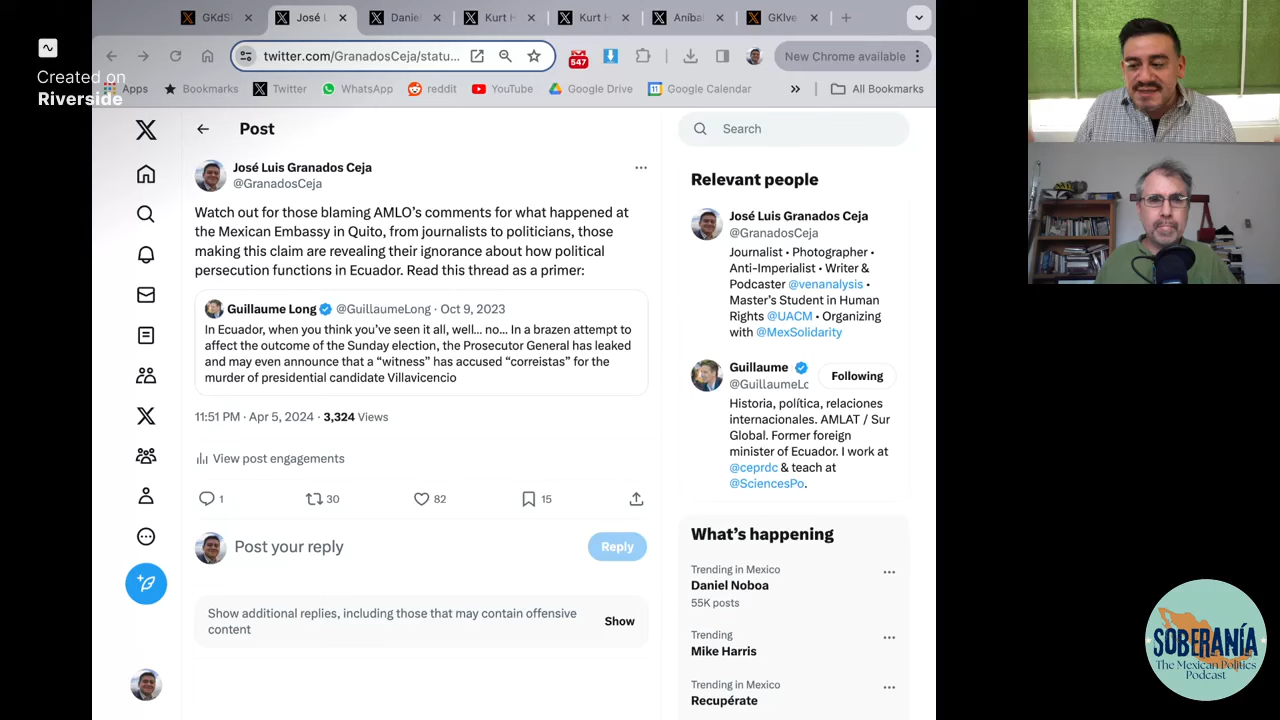 GKdSl
José L
Daniel
Kurt H
Kurt H
Aníbal
GKIve
Created on
Riverside
twitter.com/GranadosCeja/statu...
547
New Chrome available
Apps
Bookmarks
Twitter
WhatsApp
reddit
YouTube
Google Drive
Google Calendar
All Bookmarks
Post
José Luis Granados Ceja
@GranadosCeja
Watch out for those blaming AMLO’s comments for what happened at
the Mexican Embassy in Quito, from journalists to politicians, those
making this claim are revealing their ignorance about how political
persecution functions in Ecuador. Read this thread as a primer:
Guillaume Long @GuillaumeLong · Oct 9, 2023
In Ecuador, when you think you’ve seen it all, well... no... In a brazen attempt to
affect the outcome of the Sunday election, the Prosecutor General has leaked
and may even announce that a “witness” has accused “correistas” for the
murder of presidential candidate Villavicencio
11:51 PM · Apr 5, 2024 · 3,324 Views
View post engagements
1
30
82
15
Post your reply
Reply
Show additional replies, including those that may contain offensive
content
Show
Search
Relevant people
José Luis Granados Ceja
@GranadosCeja
Journalist • Photographer •
Anti-Imperialist • Writer &
Podcaster @venanalysis •
Master’s Student in Human
Rights @UACM • Organizing
with @MexSolidarity
Guillaume
@GuillaumeLc
Following
Historia, política, relaciones
internacionales. AMLAT / Sur
Global. Former foreign
minister of Ecuador. I work at
@ceprdc & teach at
@SciencesPo.
What’s happening
Trending in Mexico
Daniel Noboa
55K posts
Trending
Mike Harris
Trending in Mexico
Recupérate
SOBERANÍA
The Mexican Politics
Podcast